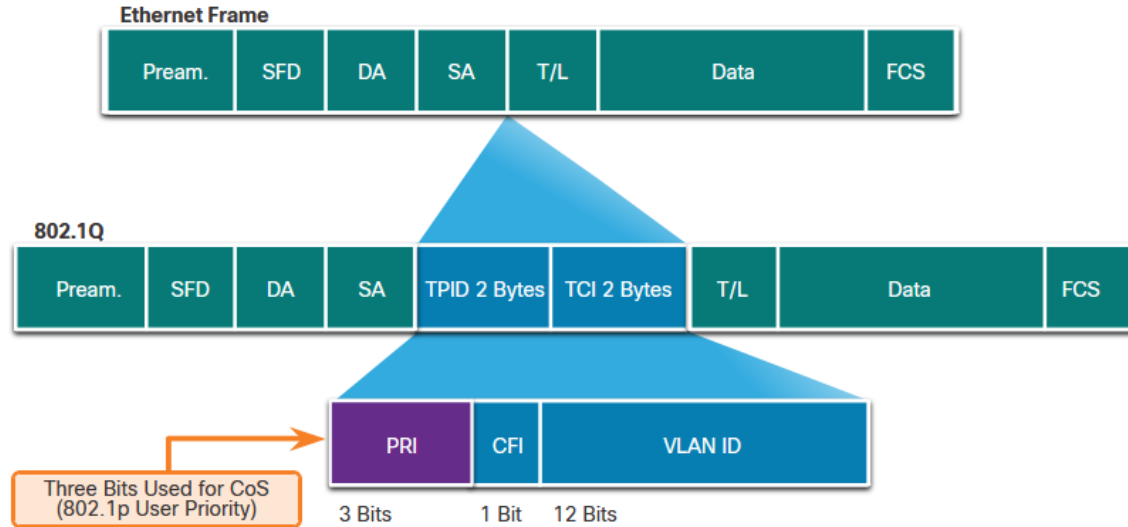 Ethernet Frame
Pream. SFD DA SA T/L Data FCS
802.1Q
Pream. SFD DA SA TPID 2 Bytes TCI 2 Bytes T/L Data FCS
PRI CFI VLAN ID
Three Bits Used for CoS
(802.1p User Priority)
3 Bits 1 Bit 12 Bits